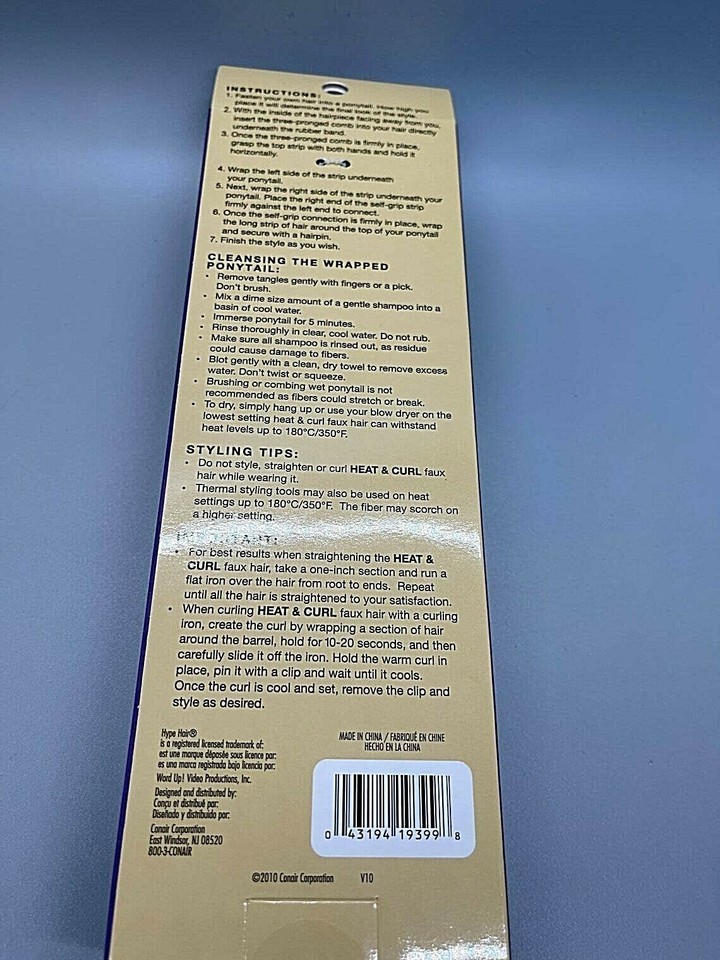 INSTRUCTIONS:
1. Fasten your own hair into a ponytail. How high you
place it will determine the final look of the style.
2. With the inside of the hairpiece facing away from you,
insert the three-pronged comb into your hair directly
underneath the rubber band.
3. Once the three-pronged comb is firmly in place,
grasp the top strip with both hands and hold it
horizontally.
4. Wrap the left side of the strip underneath
your ponytail.
5. Next, wrap the right side of the strip underneath your
ponytail. Place the right end of the self-grip strip
firmly against the left end to connect.
6. Once the self-grip connection is firmly in place, wrap
the long strip of hair around the top of your ponytail
and secure with a hairpin.
7. Finish the style as you wish.
CLEANSING THE WRAPPED
PONYTAIL:
• Remove tangles gently with fingers or a pick.
Don't brush.
• Mix a dime size amount of a gentle shampoo into a
basin of cool water.
• Immerse ponytail for 5 minutes.
• Rinse thoroughly in clear, cool water. Do not rub.
• Make sure all shampoo is rinsed out, as residue
could cause damage to fibers.
• Blot gently with a clean, dry towel to remove excess
water. Don't twist or squeeze.
• Brushing or combing wet ponytail is not
recommended as fibers could stretch or break.
• To dry, simply hang up or use your blow dryer on the
lowest setting heat & curl faux hair can withstand
heat levels up to 180°C/350°F.
STYLING TIPS:
• Do not style, straighten or curl HEAT & CURL faux
hair while wearing it.
• Thermal styling tools may also be used on heat
settings up to 180°C/350°F. The fiber may scorch on
a higher setting.
IMPORTANT:
• For best results when straightening the HEAT &
CURL faux hair, take a one-inch section and run a
flat iron over the hair from root to ends. Repeat
until all the hair is straightened to your satisfaction.
• When curling HEAT & CURL faux hair with a curling
iron, create the curl by wrapping a section of hair
around the barrel, hold for 10-20 seconds, and then
carefully slide it off the iron. Hold the warm curl in
place, pin it with a clip and wait until it cools.
Once the curl is cool and set, remove the clip and
style as desired.
Hype Hair®
is a registered licensed trademark of:
est une marque déposée sous licence par:
es una marca registrada bajo licencia por:
Word Up! Video Productions, Inc.
Designed and distributed by:
Conçu et distribué par:
Diseñado y distribuido por:
Conair Corporation
East Windsor, NJ 08520
800-3-CONAIR
MADE IN CHINA / FABRIQUÉ EN CHINE
HECHO EN LA CHINA
0 43194 19399 8
©2010 Conair Corporation V10